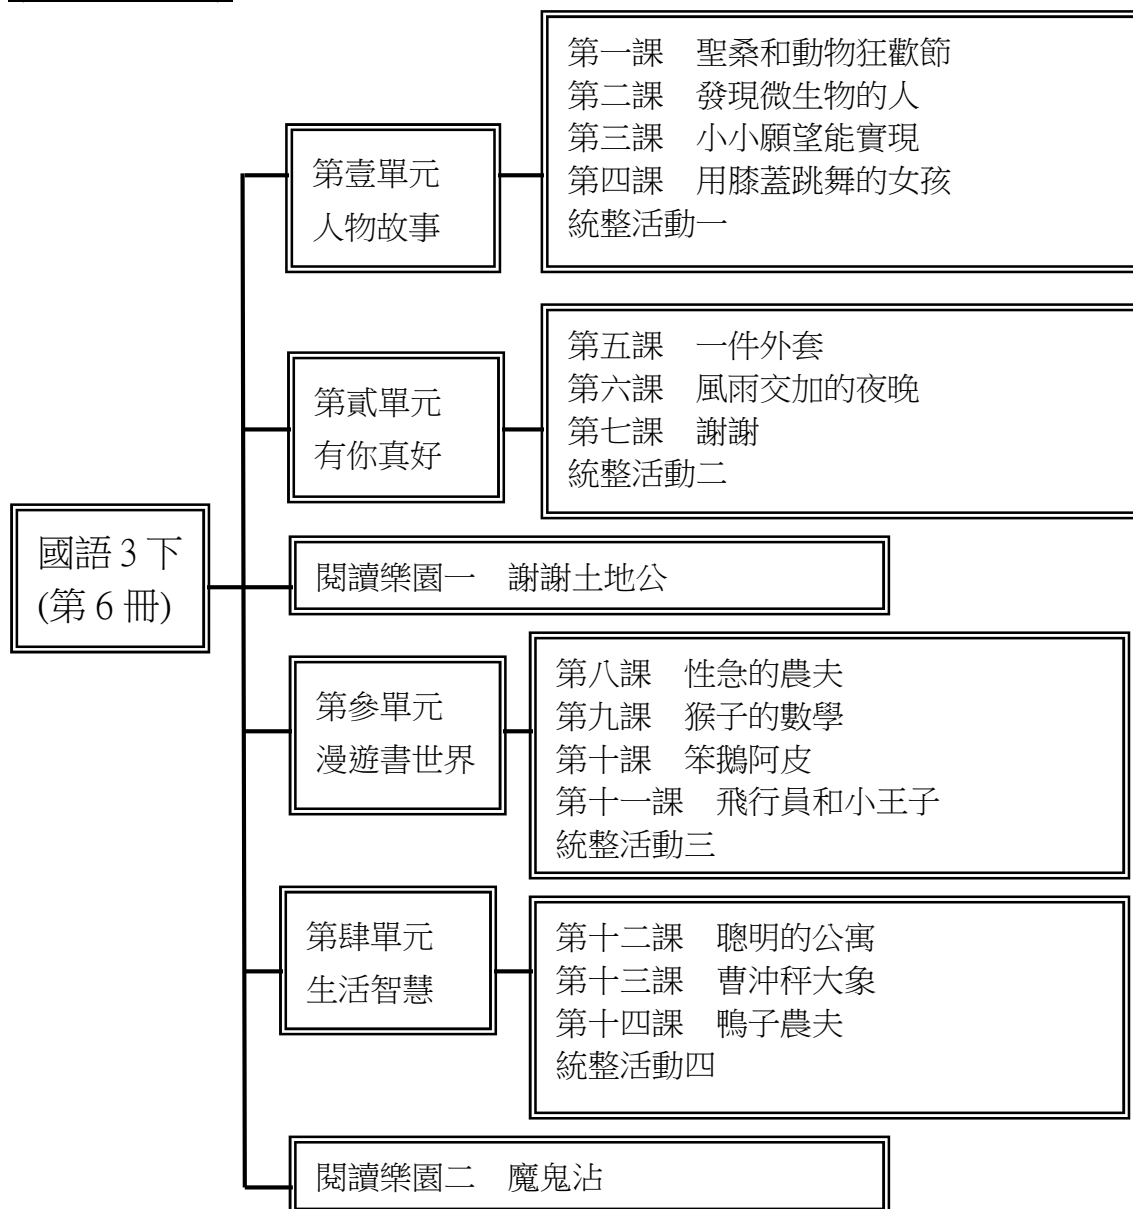 國語 3 下
(第 6 冊)
第壹單元
人物故事
第一課　聖桑和動物狂歡節
第二課　發現微生物的人
第三課　小小願望能實現
第四課　用膝蓋跳舞的女孩
統整活動一
第貳單元
有你真好
第五課　一件外套
第六課　風雨交加的夜晚
第七課　謝謝
統整活動二
閱讀樂園一　謝謝土地公
第參單元
漫遊書世界
第八課　性急的農夫
第九課　猴子的數學
第十課　笨鵝阿皮
第十一課　飛行員和小王子
統整活動三
第肆單元
生活智慧
第十二課　聰明的公寓
第十三課　曹沖秤大象
第十四課　鴨子農夫
統整活動四
閱讀樂園二　魔鬼沾